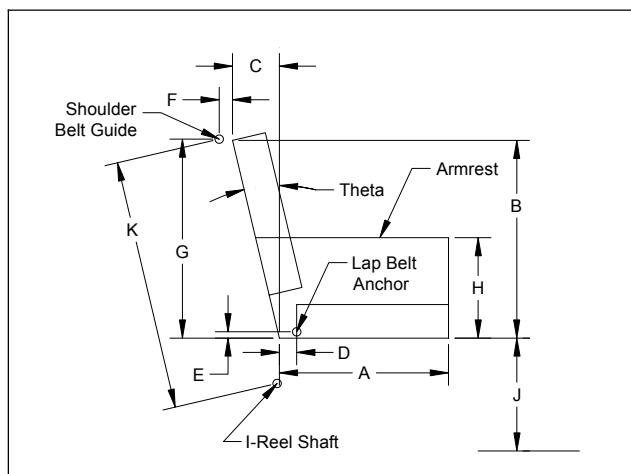 C
F
Shoulder
Belt Guide
Armrest
Theta
B
K
G
Lap Belt
Anchor
H
E
D
A
J
I-Reel Shaft